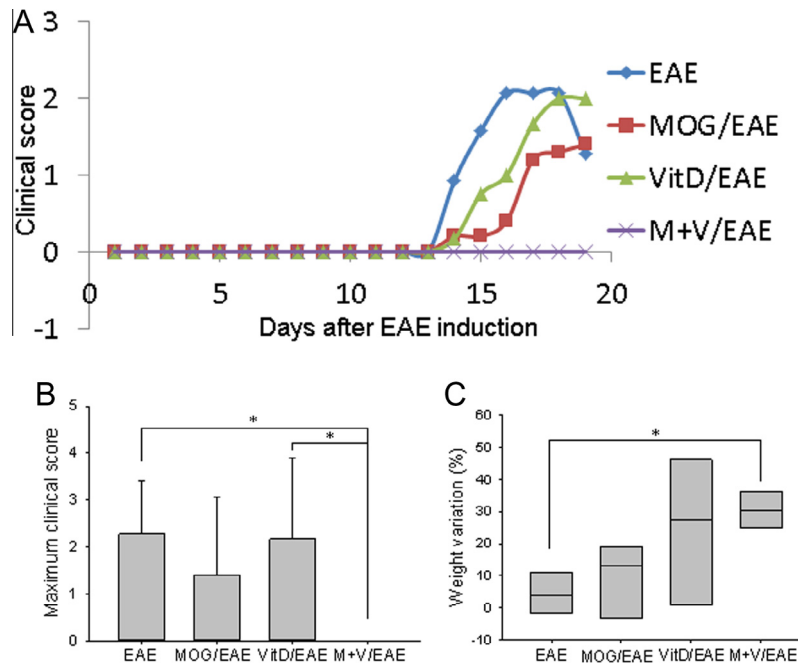 A
Clinical score
3
2
1
0
-1
0 5 10 15 20
Days after EAE induction
EAE
MOG/EAE
VitD/EAE
M+V/EAE
B
Maximum clinical score
5
4
3
2
1
0
*
*
EAE MOG/EAE VitD/EAE M+V/EAE
C
Weight variation (%)
60
50
40
30
20
10
0
-10
*
EAE MOG/EAE VitD/EAE M+V/EAE